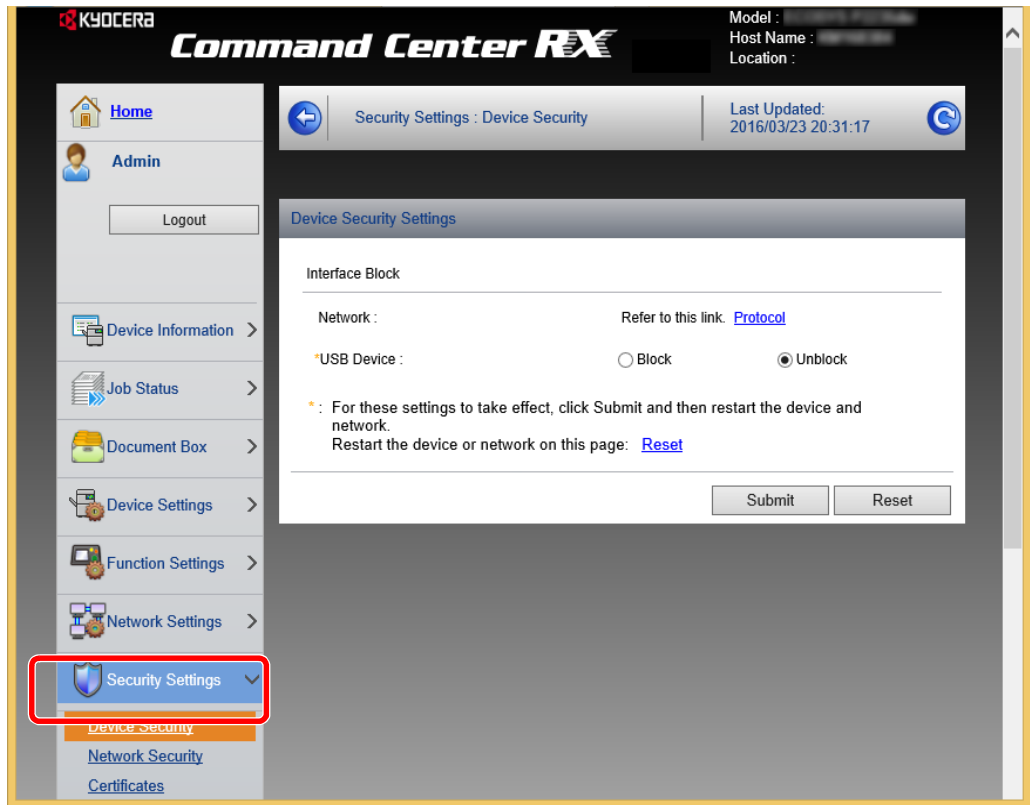 KYOCERA
Command Center RX
Model :
Host Name :
Location :
Home
Admin
Logout
Device Information
Job Status
Document Box
Device Settings
Function Settings
Network Settings
Security Settings
Device Security
Network Security
Certificates
Security Settings : Device Security
Last Updated:
2016/03/23 20:31:17
Device Security Settings
Interface Block
Network : Refer to this link. Protocol
*USB Device : Block Unblock
* : For these settings to take effect, click Submit and then restart the device and
network.
Restart the device or network on this page: Reset
Submit Reset